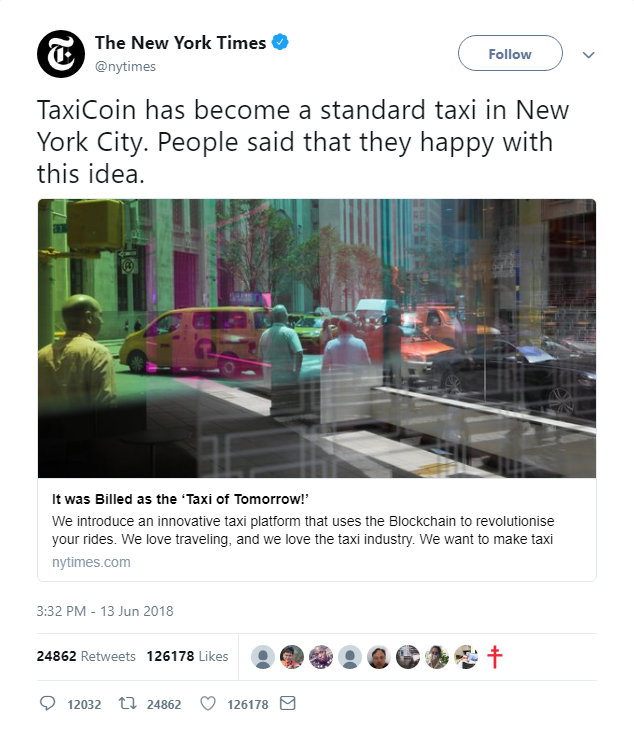 The New York Times
@nytimes
Follow
TaxiCoin has become a standard taxi in New
York City. People said that they happy with
this idea.
It was Billed as the ‘Taxi of Tomorrow!’
We introduce an innovative taxi platform that uses the Blockchain to revolutionise
your rides. We love traveling, and we love the taxi industry. We want to make taxi
nytimes.com
3:32 PM - 13 Jun 2018
24862 Retweets 126178 Likes
12032 24862 126178